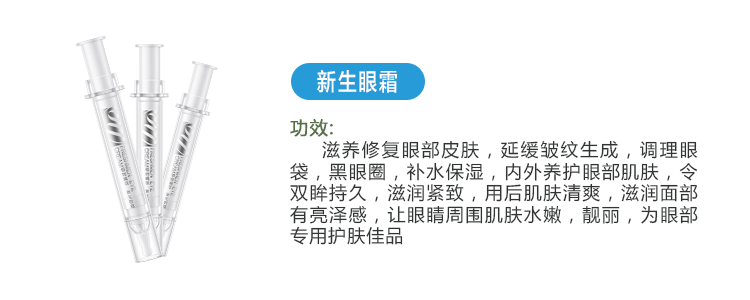 新生眼霜
功效:
滋养修复眼部皮肤，延缓皱纹生成，调理眼
袋，黑眼圈，补水保湿，内外养护眼部肌肤，令
双眸持久，滋润紧致，用后肌肤清爽，滋润面部
有亮泽感，让眼睛周围肌肤水嫩，靓丽，为眼部
专用护肤佳品